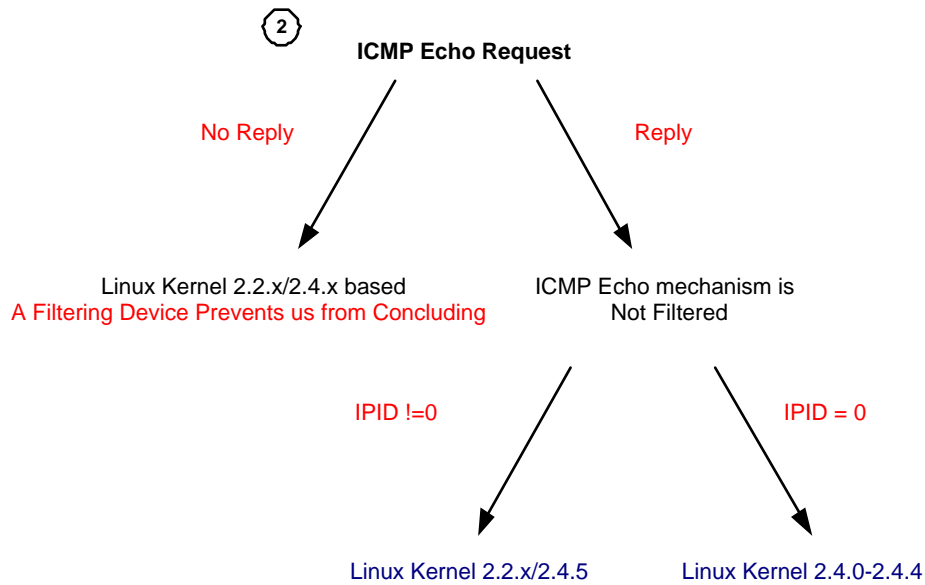 2
ICMP Echo Request
No Reply
Reply
Linux Kernel 2.2.x/2.4.x based
A Filtering Device Prevents us from Concluding
ICMP Echo mechanism is
Not Filtered
IPID !=0
IPID = 0
Linux Kernel 2.2.x/2.4.5
Linux Kernel 2.4.0-2.4.4